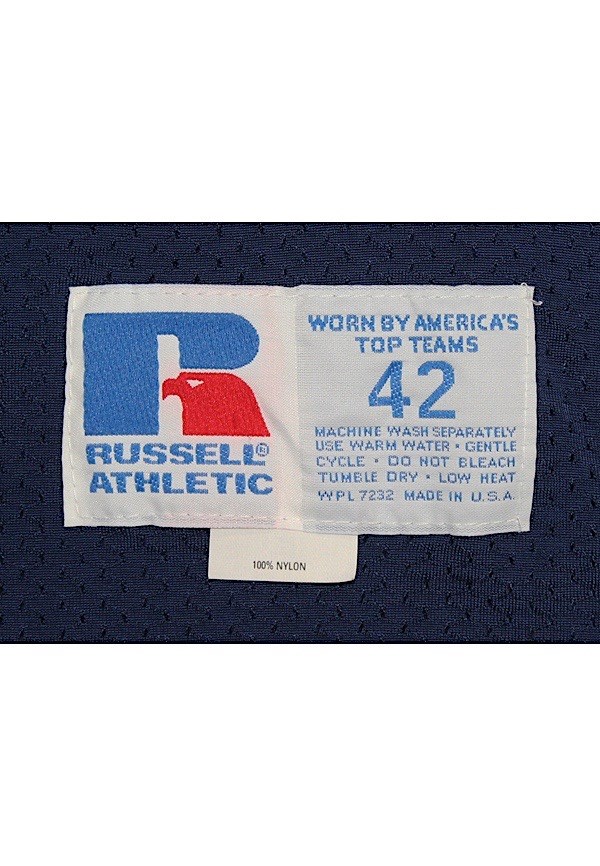 RUSSELL®
ATHLETIC
WORN BY AMERICA'S
TOP TEAMS
42
MACHINE WASH SEPARATELY
USE WARM WATER · GENTLE
CYCLE · DO NOT BLEACH
TUMBLE DRY · LOW HEAT
WPL 7232 MADE IN U.S.A.
100% NYLON